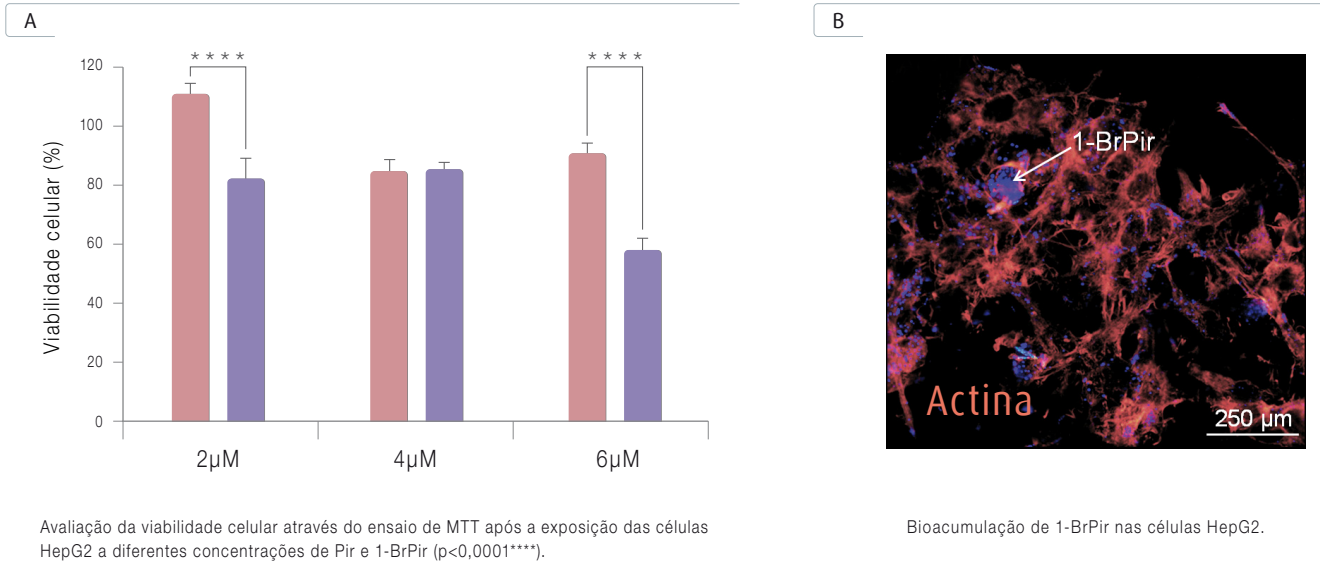 A
****
****
120
100
80
60
40
20
0
Viabilidade celular (%)
2µM
4µM
6µM
Avaliação da viabilidade celular através do ensaio de MTT após a exposição das células
HepG2 a diferentes concentrações de Pir e 1-BrPir (p<0,0001****).
B
1-BrPir
Actina
250 µm
Bioacumulação de 1-BrPir nas células HepG2.